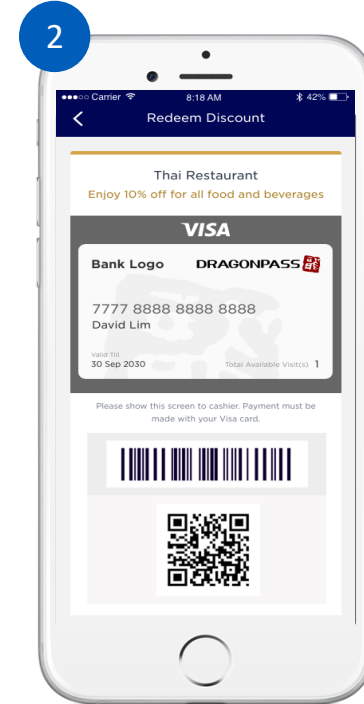 2
Carrier 8:18 AM 42%
Redeem Discount
Thai Restaurant
Enjoy 10% off for all food and beverages
VISA
Bank Logo DRAGONPASS
7777 8888 8888 8888
David Lim
Valid Till
30 Sep 2030 Total Available Visit(s) 1
Please show this screen to cashier. Payment must be
made with your Visa card.